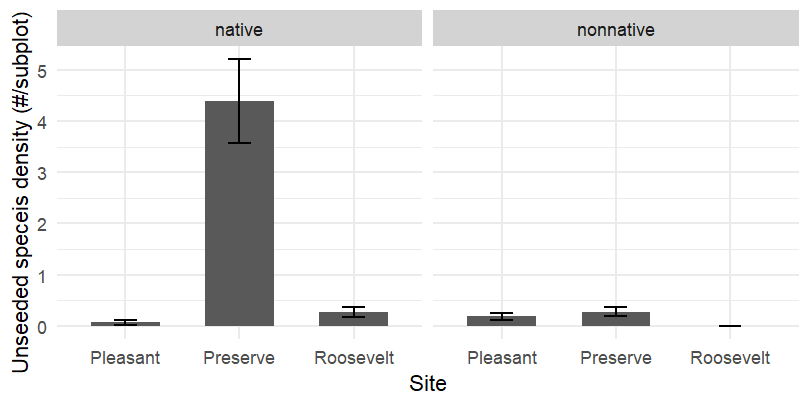 native
nonnative
Unseeded speceis density (#/subplot)
5
4
3
2
1
0
Pleasant
Preserve
Roosevelt
Pleasant
Preserve
Roosevelt
Site